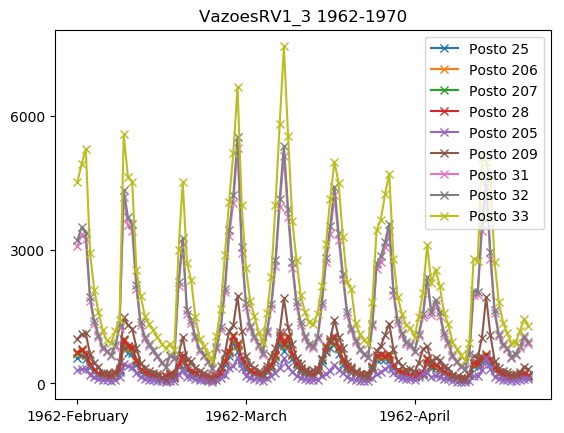 VazoesRV1_3 1962-1970
Posto 25
Posto 206
Posto 207
Posto 28
Posto 205
Posto 209
Posto 31
Posto 32
Posto 33
6000
3000
0
1962-February
1962-March
1962-April